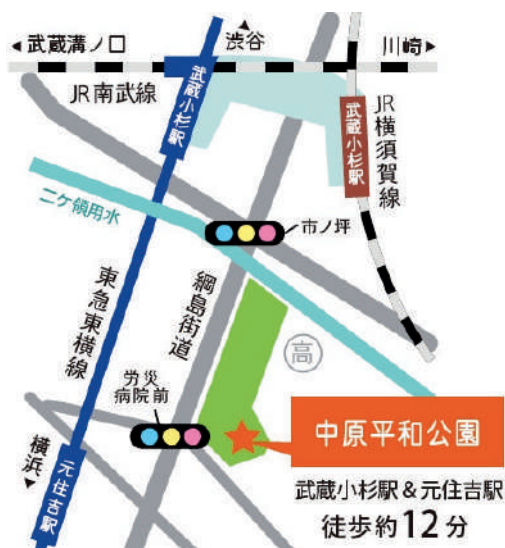 ◀武蔵溝ノ口
▲
渋谷
川崎▶
JR南武線
武蔵小杉駅
武蔵小杉駅
JR横須賀線
二ケ領用水
市ノ坪
東急東横線
綱島街道
高
労災
病院前
中原平和公園
横浜▼
元住吉駅
武蔵小杉駅&元住吉駅
徒歩約12分